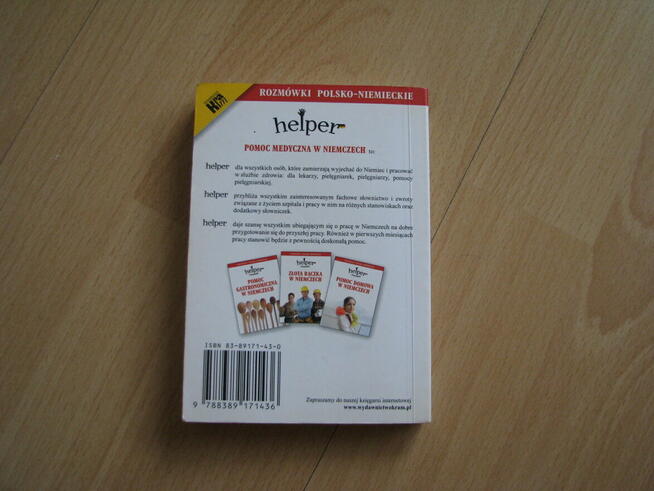 Kram
ROZMÓWKI POLSKO-NIEMIECKIE
helper
POMOC MEDYCZNA W NIEMCZECH to:
helper dla wszystkich osób, które zamierzają wyjechać do Niemiec i pracować
w służbie zdrowia: dla lekarzy, pielęgniarek, pielęgniarzy, pomocy
pielęgniarskiej.
helper przybliża wszystkim zainteresowanym fachowe słownictwo i zwroty
związane z życiem szpitala i pracy w nim na różnych stanowiskach oraz
dodatkowy słowniczek.
helper daje szansę wszystkim ubiegającym się o pracę w Niemczech na dobre
przygotowanie się do przyszłej pracy. Również w pierwszych miesiącach
pracy stanowić będzie z pewnością doskonałą pomoc.
helper
POMOC
GASTRONOMICZNA
W NIEMCZECH
helper
ZŁOTA RĄCZKA
W NIEMCZECH
helper
POMOC DOMOWA
W NIEMCZECH
ISBN 83-89171-43-0
9 788389 171436
Zapraszamy do naszej księgarni internetowej
www.wydawnictwokram.pl